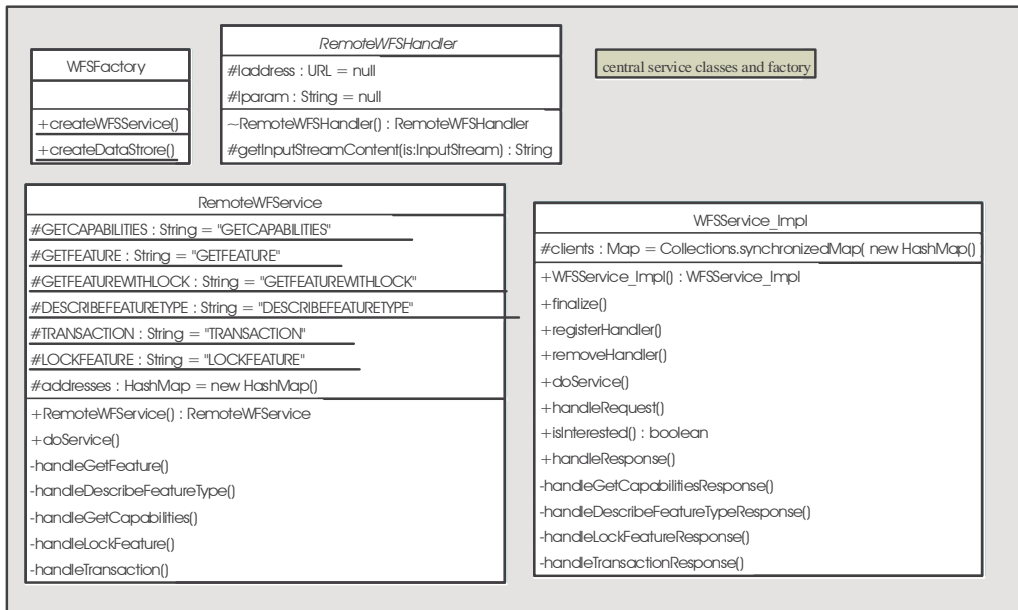 WFSFactory
+createWFSService()
+createDataStrore()
RemoteWFSHandler
#laddress : URL = null
#lparam : String = null
~RemoteWFSHandler() : RemoteWFSHandler
#getInputStreamContent(is:InputStream) : String
central service classes and factory
RemoteWFService
#GETCAPABILITIES : String = "GETCAPABILITIES"
#GETFEATURE : String = "GETFEATURE"
#GETFEATUREWITHLOCK : String = "GETFEATUREWITHLOCK"
#DESCRIBEFEATURETYPE : String = "DESCRIBEFEATURETYPE"
#TRANSACTION : String = "TRANSACTION"
#LOCKFEATURE : String = "LOCKFEATURE"
#addresses : HashMap = new HashMap()
+RemoteWFService() : RemoteWFService
+doService()
-handleGetFeature()
-handleDescribeFeatureType()
-handleGetCapabilities()
-handleLockFeature()
-handleTransaction()
WFSService_Impl
#clients : Map = Collections.synchronizedMap( new HashMap() )
+WFSService_Impl() : WFSService_Impl
+finalize()
+registerHandler()
+removeHandler()
+doService()
+handleRequest()
+isInterested() : boolean
+handleResponse()
-handleGetCapabilitiesResponse()
-handleDescribeFeatureTypeResponse()
-handleLockFeatureResponse()
-handleTransactionResponse()